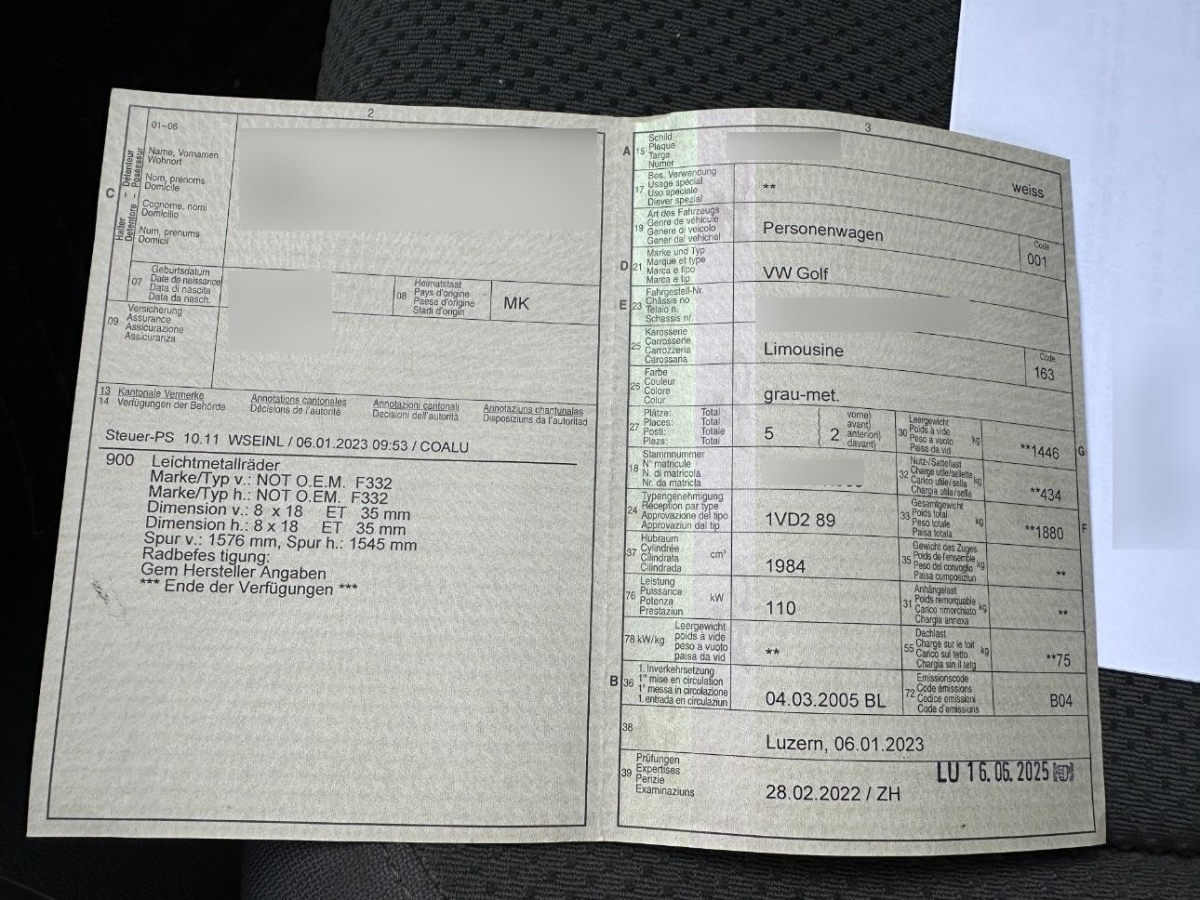 2
01-06
C
Halter Détenteur
Detentore - Possessur
Name, Vornamen
Wohnort
Nom, prénoms
Domicile
Cognome, nomi
Domicilio
Num, prenums
Domicil
07
Geburtsdatum
Date de naissance
Data di nascita
Data da nasch.
08
Heimatstaat
Pays d'origine
Paese d'origine
Stadi d'origin
MK
09
Versicherung
Assurance
Assicurazione
Assicuranza
13 Kantonale Vermerke Annotations cantonales Annotazioni cantonali Annotaziuns chantunalas
14 Verfügungen der Behörde Décisions de l'autorité Decisioni dell'autorità Disposiziuns da l'autoritad
Steuer-PS 10.11 WSEINL / 06.01.2023 09:53 / COALU
900 Leichtmetallräder
Marke/Typ v.: NOT O.E.M. F332
Marke/Typ h.: NOT O.EM. F332
Dimension v.: 8 x 18 ET 35 mm
Dimension h.: 8 x 18 ET 35 mm
Spur v.: 1576 mm, Spur h.: 1545 mm
Radbefes tigung:
Gem Hersteller Angaben
*** Ende der Verfügungen ***
3
A 15
Schild
Plaque
Targa
Numer
17
Bes. Verwendung
Usage spécial
Uso speciale
Diever spezial
** weiss
19
Art des Fahrzeugs
Genre de véhicule
Genere di veicolo
Gener dal vehichel
Personenwagen
Code
001
D 21
Marke und Typ
Marque et type
Marca e tipo
Marca e tip
VW Golf
E 23
Fahrgestell-Nr.
Châssis no
Telaio n.
Schassis nr.
25
Karosserie
Carrosserie
Carrozzeria
Carossaria
Limousine
Code
163
26
Farbe
Couleur
Colore
Colur
grau-met.
27
Plätze: Total
Places: Total
Posti: Totale
Plaza: Total
5
2
vorne)
avant)
anteriori)
davant)
30
Leergewicht
Poids à vide
Peso a vuoto
Paisa da vid
kg
**1446
G
18
Stammnummer
N° matricule
N. di matricola
Nr. da matricla
32
Nutz-/Sattellast
Charge utile/sellette
Carico utile/sella
Chargia utila/sella
kg
**434
24
Typengenehmigung
Réception par type
Approvazione del tipo
Approvaziun dal tip
1VD2 89
33
Gesamtgewicht
Poids total
Peso totale
Paisa totala
kg
**1880
F
37
Hubraum
Cylindrée
Cilindrata
Cilindrada
cm³
1984
35
Gewicht des Zuges
Poids de l'ensemble
Peso del convoglio
Paisa cumposiziun
kg
**
76
Leistung
Puissance
Potenza
Prestaziun
kW
110
31
Anhängelast
Poids remorquable
Carico rimorchiato
Chargia annexa
kg
**
78 kW/kg
Leergewicht
poids à vide
peso a vuoto
paisa da vid
**
55
Dachlast
Charge sur le toit
Carico sul tetto
Chargia sin il tetg
kg
**75
B 36
1. Inverkehrsetzung
1re mise en circulation
1a messa in circolazione
1. entrada en circulaziun
04.03.2005 BL
72
Emissionscode
Code émissions
Codice emissioni
Code d'emissiuns
B04
38
Luzern, 06.01.2023
39
Prüfungen
Expertises
Perizie
Examinaziuns
LU 16.06.2025
28.02.2022 / ZH